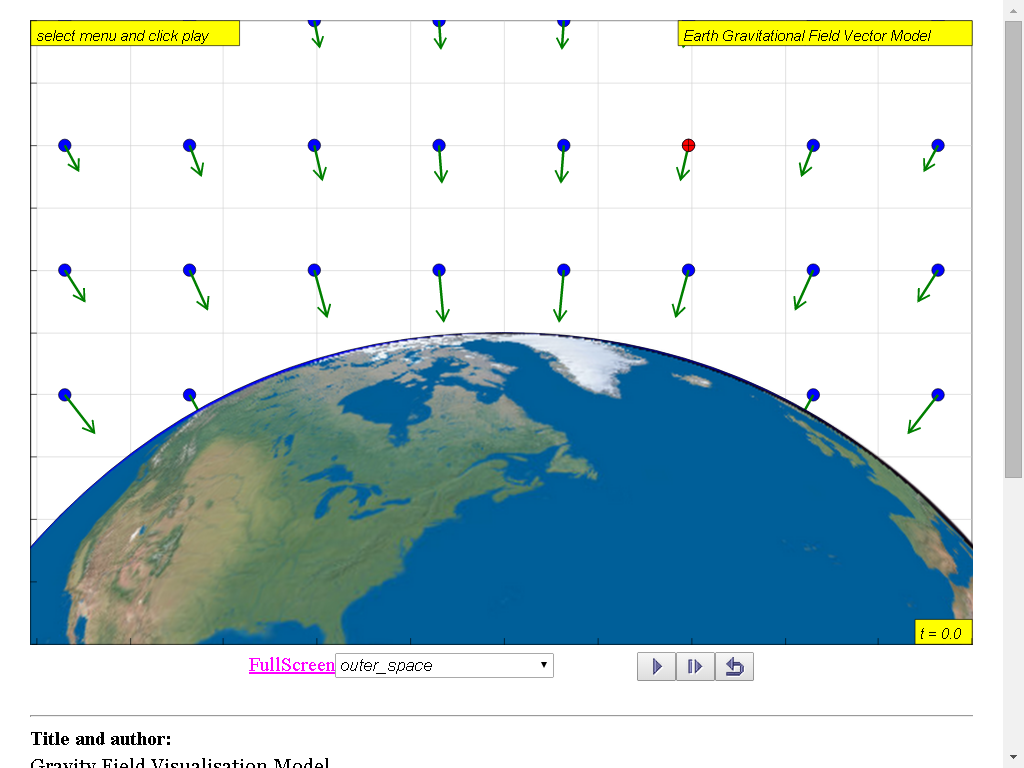 select menu and click play
Earth Gravitational Field Vector Model
t = 0.0
FullScreen
outer_space
Title and author:
Gravity Field Visualisation Model